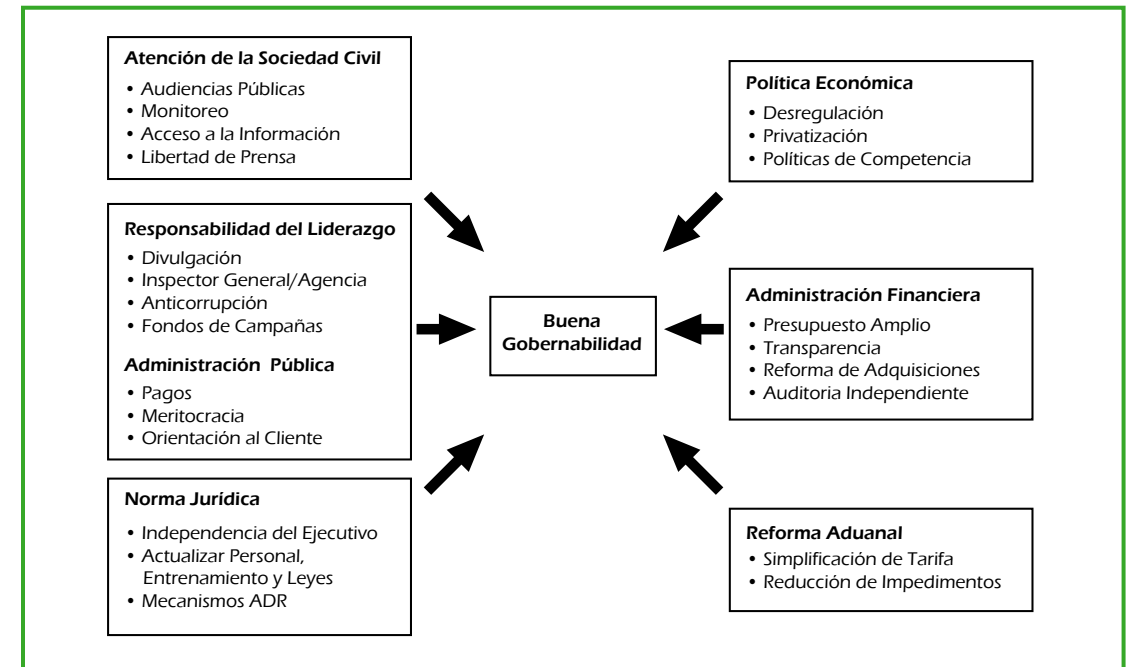 Atención de la Sociedad Civil
• Audiencias Públicas
• Monitoreo
• Acceso a la Información
• Libertad de Prensa
Responsabilidad del Liderazgo
• Divulgación
• Inspector General/Agencia
• Anticorrupción
• Fondos de Campañas
Administración Pública
• Pagos
• Meritocracia
• Orientación al Cliente
Norma Jurídica
• Independencia del Ejecutivo
• Actualizar Personal,
Entrenamiento y Leyes
• Mecanismos ADR
Buena
Gobernabilidad
Política Económica
• Desregulación
• Privatización
• Políticas de Competencia
Administración Financiera
• Presupuesto Amplio
• Transparencia
• Reforma de Adquisiciones
• Auditoria Independiente
Reforma Aduanal
• Simplificación de Tarifa
• Reducción de Impedimentos